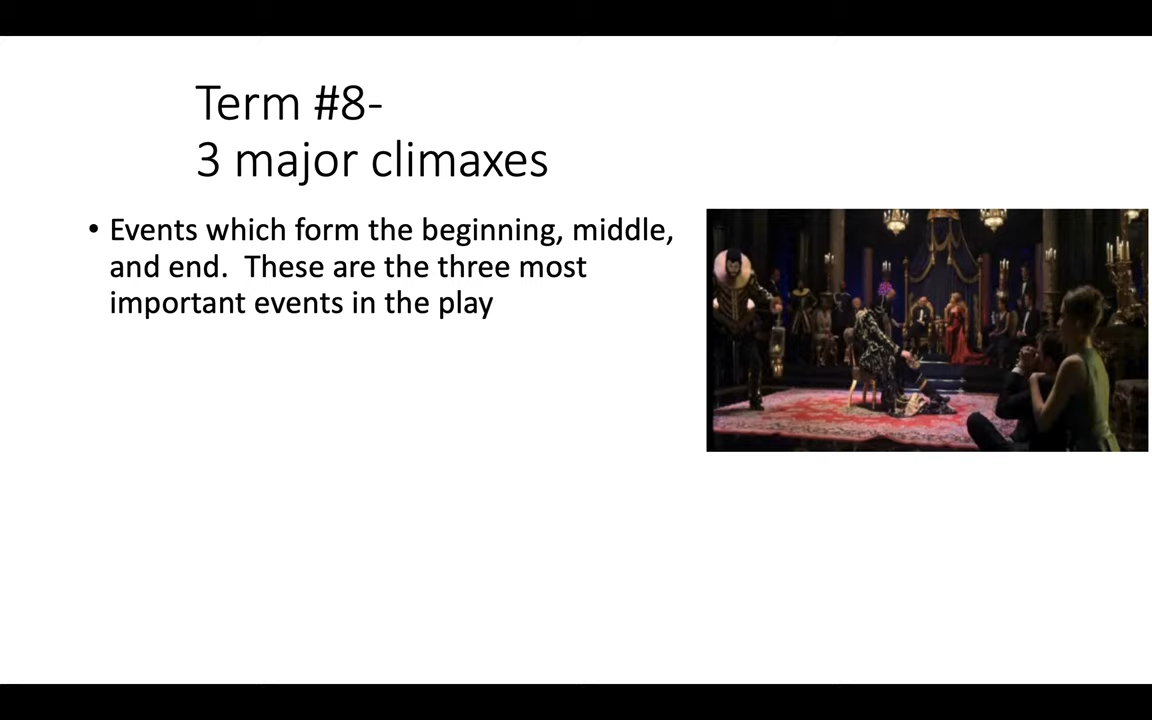 Term #8-
3 major climaxes
• Events which form the beginning, middle,
and end.  These are the three most
important events in the play